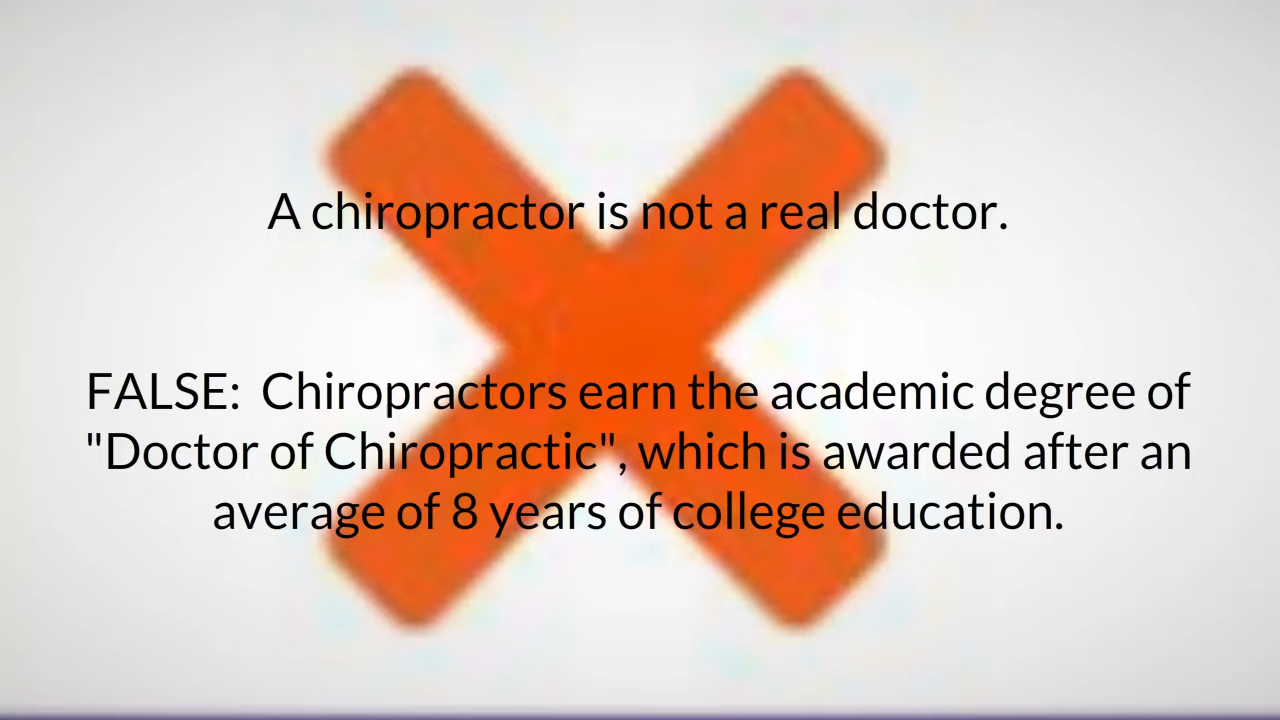 A chiropractor is not a real doctor.
FALSE:  Chiropractors earn the academic degree of
"Doctor of Chiropractic", which is awarded after an
average of 8 years of college education.